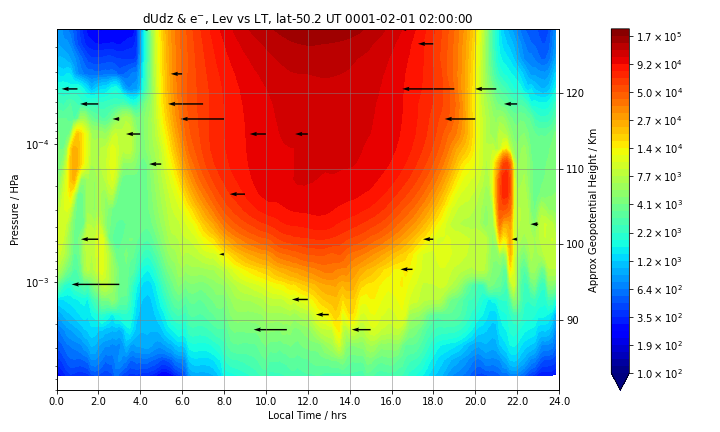 dUdz & e⁻, Lev vs LT, lat-50.2 UT 0001-02-01 02:00:00
Pressure / HPa
10⁻⁴
10⁻³
120
110
100
90
Approx Geopotential Height / Km
0.0 2.0 4.0 6.0 8.0 10.0 12.0 14.0 16.0 18.0 20.0 22.0 24.0
Local Time / hrs
1.7 × 10⁵
9.2 × 10⁴
5.0 × 10⁴
2.7 × 10⁴
1.4 × 10⁴
7.7 × 10³
4.1 × 10³
2.2 × 10³
1.2 × 10³
6.4 × 10²
3.5 × 10²
1.9 × 10²
1.0 × 10²